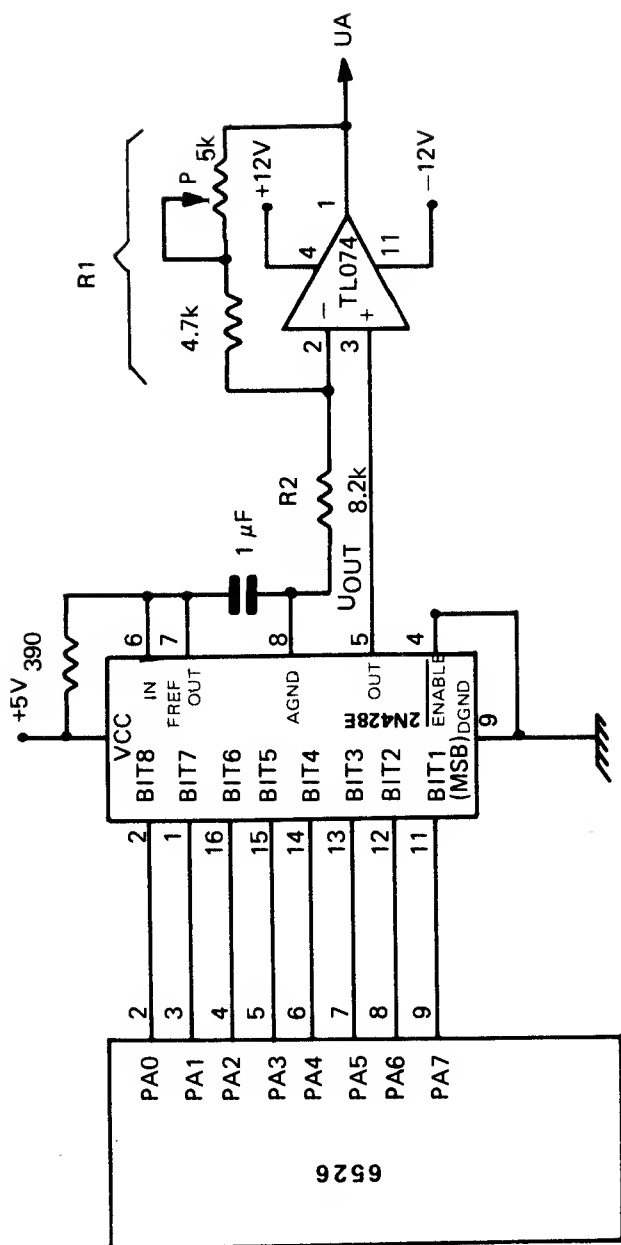 6526
PA0
PA1
PA2
PA3
PA4
PA5
PA6
PA7
2
3
4
5
6
7
8
9
2
1
16
15
14
13
12
11
+5V
390
VCC
BIT8
BIT7
BIT6
BIT5
BIT4
BIT3
BIT2
BIT1
(MSB)
IN
FREF
OUT
AGND
OUT
ENABLE
2N428E
DGND
6
7
8
5
4
9
1 µF
UOUT
R2
8.2k
R1
4.7k
P
5k
2
3
−
+
TL074
4
11
1
+12V
−12V
UA